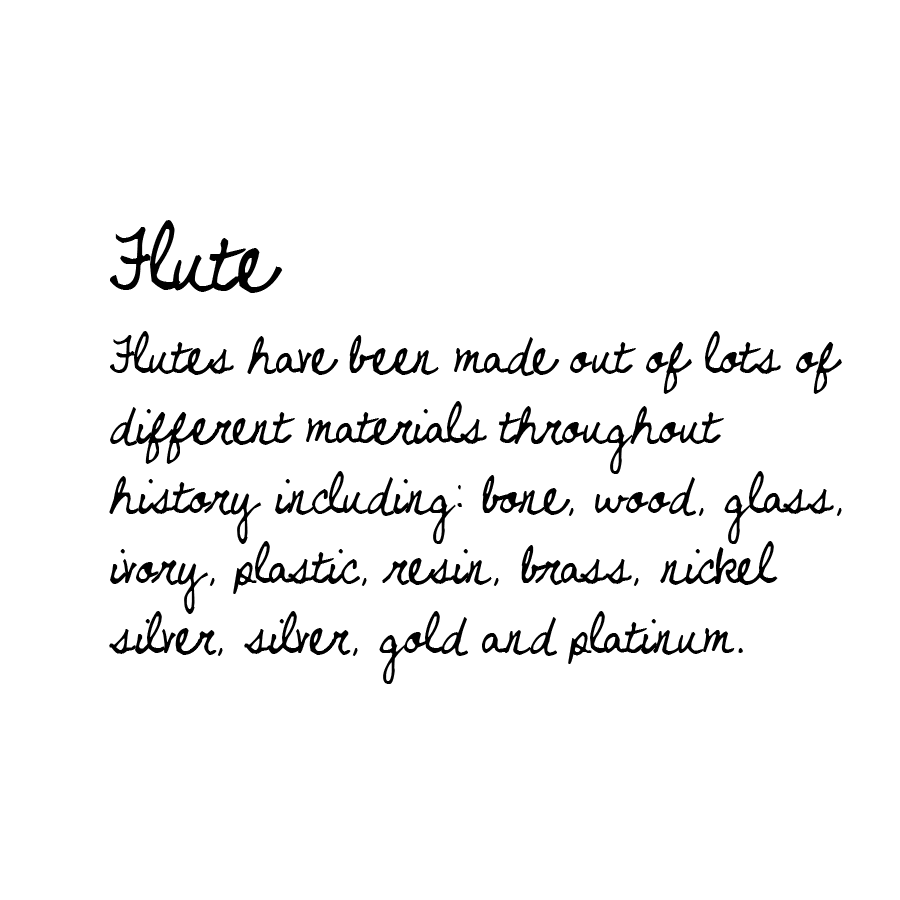 Flute
Flutes have been made out of lots of
different materials throughout
history including: bone, wood, glass,
ivory, plastic, resin, brass, nickel
silver, silver, gold and platinum.